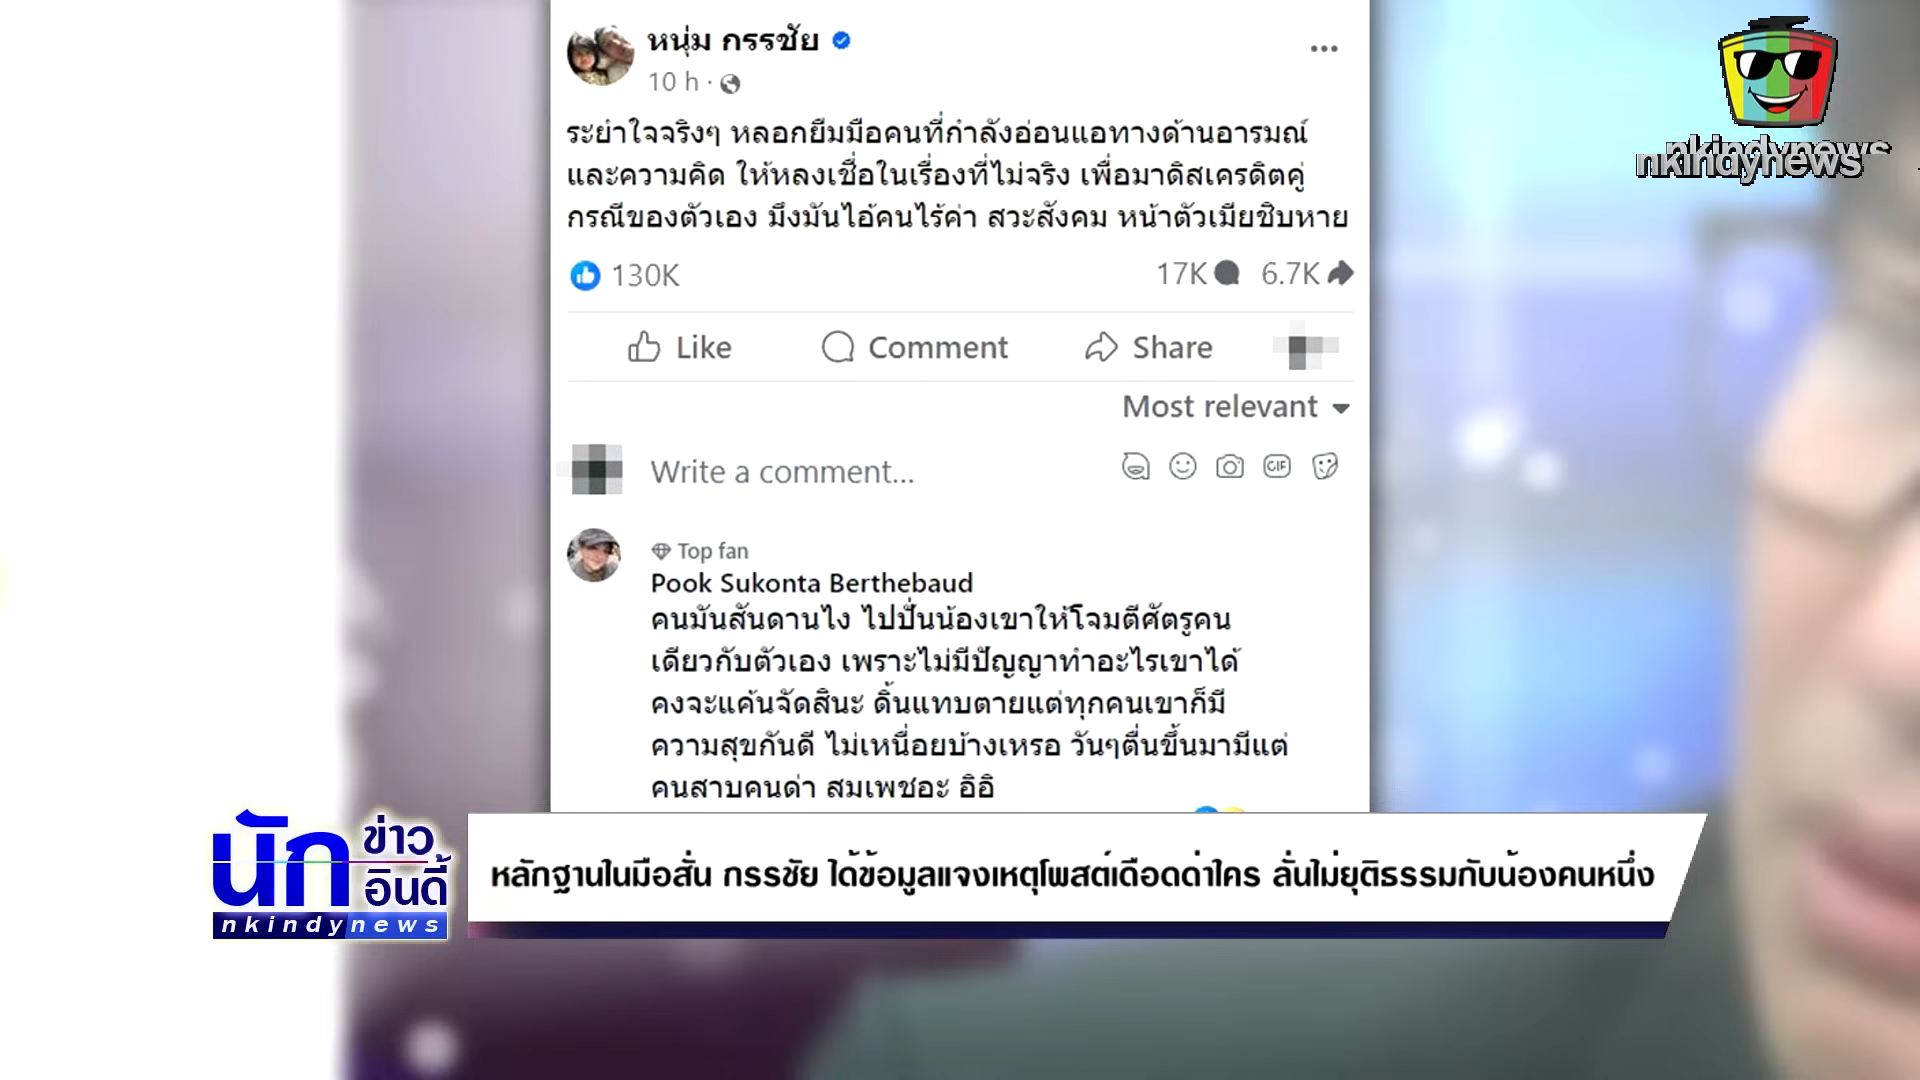 หนุ่ม กรรชัย
10 h ·
ระยำใจจริงๆ หลอกยืมมือคนที่กำลังอ่อนแอทางด้านอารมณ์
และความคิด ให้หลงเชื่อในเรื่องที่ไม่จริง เพื่อมาดิสเครดิตคู่
กรณีของตัวเอง มึงมันไอ้คนไร้ค่า สวะสังคม หน้าตัวเมียชิบหาย
130K
17K 6.7K
Like Comment Share
Most relevant
Write a comment...
GIF
Top fan
Pook Sukonta Berthebaud
คนมันสันดานไง ไปปั่นน้องเขาให้โจมตีศัตรูคน
เดียวกับตัวเอง เพราะไม่มีปัญญาทำอะไรเขาได้
คงจะแค้นจัดสินะ ดิ้นแทบตายแต่ทุกคนเขาก็มี
ความสุขกันดี ไม่เหนื่อยบ้างเหรอ วันๆตื่นขึ้นมามีแต่
คนสาบคนด่า สมเพชอะ อิอิ
nkindynews
nkindynews
นักข่าวอินดี้
nkindynews
หลักฐานในมือสั่น กรรชัย ได้ข้อมูลแจงเหตุโพสต์เดือดด่าใคร ลั่นไม่ยุติธรรมกับน้องคนหนึ่ง